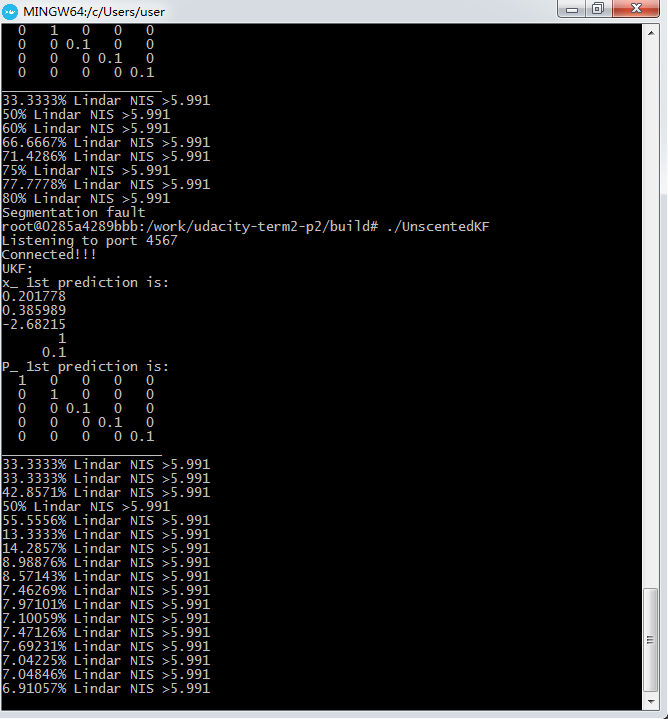 MINGW64:/c/Users/user
0 1 0 0 0
0 0 0.1 0 0
0 0 0 0.1 0
0 0 0 0 0.1
____________________
33.3333% Lindar NIS >5.991
50% Lindar NIS >5.991
60% Lindar NIS >5.991
66.6667% Lindar NIS >5.991
71.4286% Lindar NIS >5.991
75% Lindar NIS >5.991
77.7778% Lindar NIS >5.991
80% Lindar NIS >5.991
Segmentation fault
root@0285a4289bbb:/work/udacity-term2-p2/build# ./UnscentedKF
Listening to port 4567
Connected!!!
UKF:
x_ 1st prediction is:
0.201778
0.385989
-2.68215
1
0.1
P_ 1st prediction is:
1 0 0 0 0
0 1 0 0 0
0 0 0.1 0 0
0 0 0 0.1 0
0 0 0 0 0.1
____________________
33.3333% Lindar NIS >5.991
33.3333% Lindar NIS >5.991
42.8571% Lindar NIS >5.991
50% Lindar NIS >5.991
55.5556% Lindar NIS >5.991
13.3333% Lindar NIS >5.991
14.2857% Lindar NIS >5.991
8.98876% Lindar NIS >5.991
8.57143% Lindar NIS >5.991
7.46269% Lindar NIS >5.991
7.97101% Lindar NIS >5.991
7.10059% Lindar NIS >5.991
7.47126% Lindar NIS >5.991
7.69231% Lindar NIS >5.991
7.04225% Lindar NIS >5.991
7.04846% Lindar NIS >5.991
6.91057% Lindar NIS >5.991